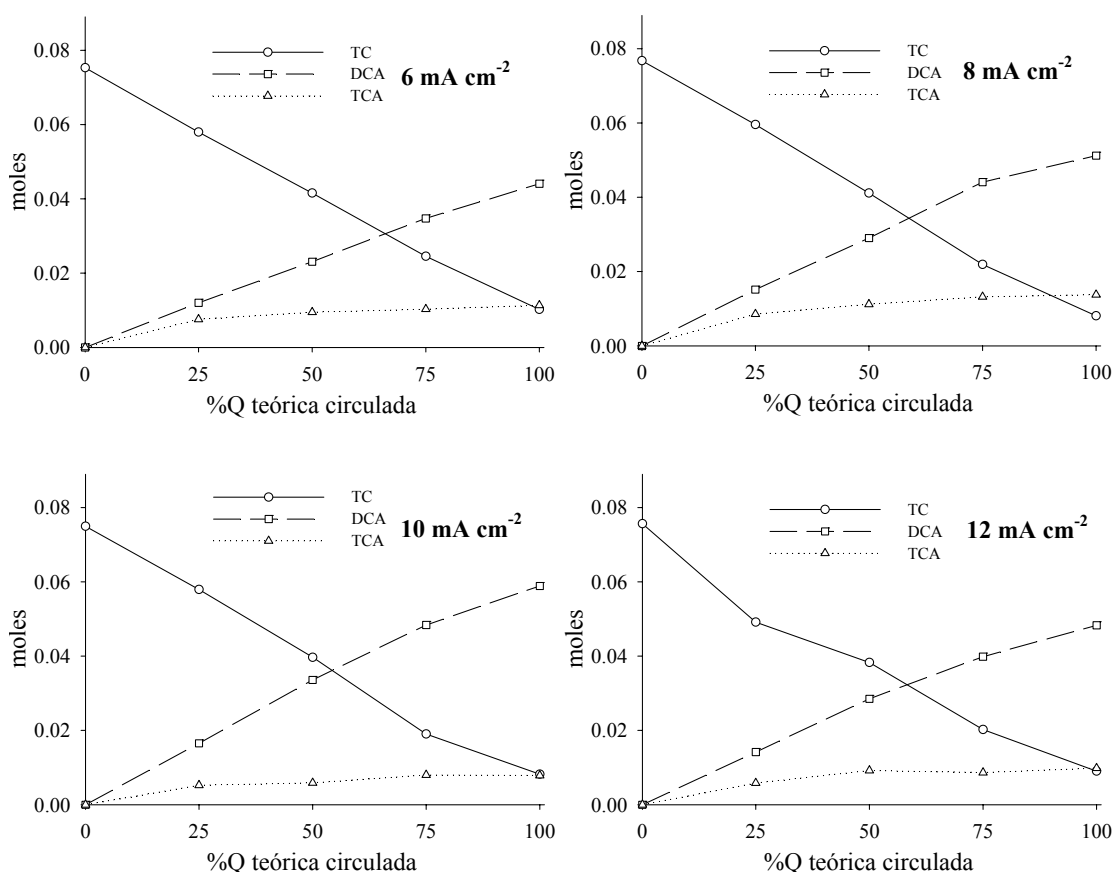 TC
DCA
TCA
6 mA cm-2
moles
0.08
0.06
0.04
0.02
0.00
0 25 50 75 100
%Q teórica circulada
TC
DCA
TCA
8 mA cm-2
moles
0.08
0.06
0.04
0.02
0.00
0 25 50 75 100
%Q teórica circulada
TC
DCA
TCA
10 mA cm-2
moles
0.08
0.06
0.04
0.02
0.00
0 25 50 75 100
%Q teórica circulada
TC
DCA
TCA
12 mA cm-2
moles
0.08
0.06
0.04
0.02
0.00
0 25 50 75 100
%Q teórica circulada